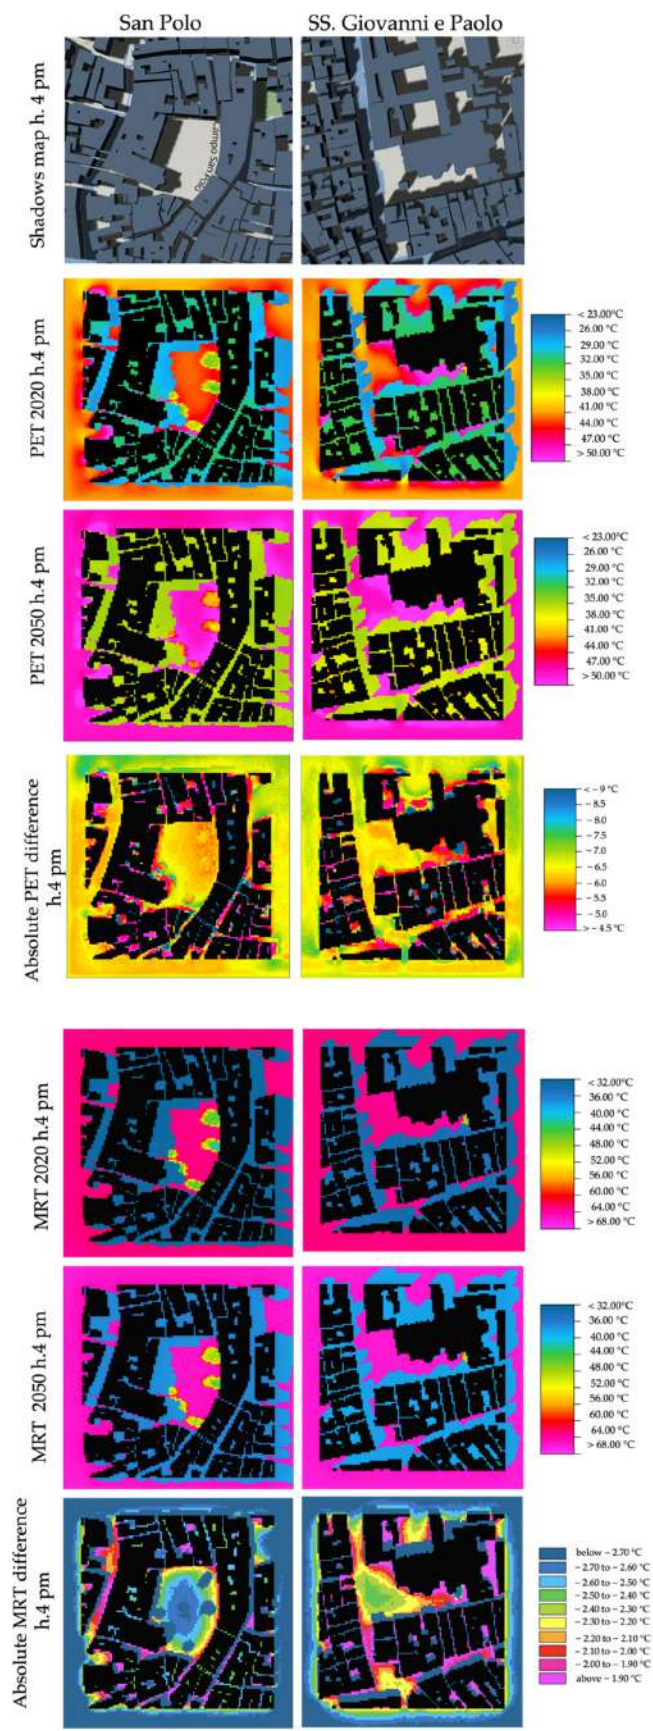 San Polo
SS. Giovanni e Paolo
Shadows map h. 4 pm
Campo San Polo
PET 2020 h.4 pm
< 23.00°C
26.00 °C
29.00 °C
32.00 °C
35.00 °C
38.00 °C
41.00 °C
44.00 °C
47.00 °C
> 50.00 °C
PET 2050 h.4 pm
< 23.00°C
26.00 °C
29.00 °C
32.00 °C
35.00 °C
38.00 °C
41.00 °C
44.00 °C
47.00 °C
> 50.00 °C
Absolute PET difference
h.4 pm
< − 9 °C
− 8.5
− 8.0
− 7.5
− 7.0
− 6.5
− 6.0
− 5.5
− 5.0
> − 4.5 °C
MRT 2020 h.4 pm
< 32.00°C
36.00 °C
40.00 °C
44.00 °C
48.00 °C
52.00 °C
56.00 °C
60.00 °C
64.00 °C
> 68.00 °C
MRT 2050 h.4 pm
< 32.00°C
36.00 °C
40.00 °C
44.00 °C
48.00 °C
52.00 °C
56.00 °C
60.00 °C
64.00 °C
> 68.00 °C
Absolute MRT difference
h.4 pm
below − 2.70 °C
− 2.70 to − 2.60 °C
− 2.60 to − 2.50 °C
− 2.50 to − 2.40 °C
− 2.40 to − 2.30 °C
− 2.30 to − 2.20 °C
− 2.20 to − 2.10 °C
− 2.10 to − 2.00 °C
− 2.00 to − 1.90 °C
above − 1.90 °C